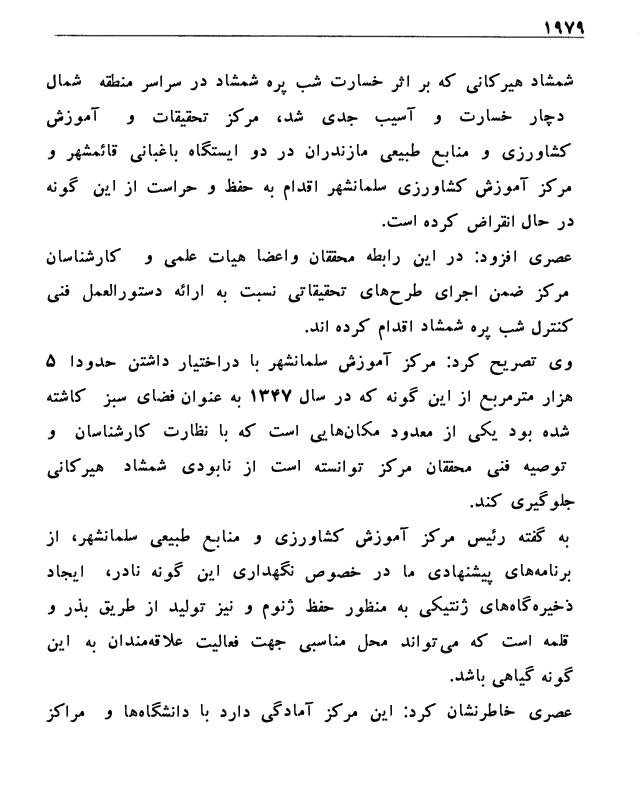 ۱۹۷۹
شمشاد هیرکانی که بر اثر خسارت شب پره شمشاد در سراسر منطقه شمال
دچار خسارت و آسیب جدی شد، مرکز تحقیقات و آموزش
کشاورزی و منابع طبیعی مازندران در دو ایستگاه باغبانی قائمشهر و
مرکز آموزش کشاورزی سلمانشهر اقدام به حفظ و حراست از این گونه
در حال انقراض کرده است.
عصری افزود: در این رابطه محققان واعضا هیات علمی و کارشناسان
مرکز ضمن اجرای طرح‌های تحقیقاتی نسبت به ارائه دستورالعمل فنی
کنترل شب پره شمشاد اقدام کرده اند.
وی تصریح کرد: مرکز آموزش سلمانشهر با دراختیار داشتن حدودا ۵
هزار مترمربع از این گونه که در سال ۱۳۴۷ به عنوان فضای سبز کاشته
شده بود یکی از معدود مکان‌هایی است که با نظارت کارشناسان و
توصیه فنی محققان مرکز توانسته است از نابودی شمشاد هیرکانی
جلوگیری کند.
به گفته رئیس مرکز آموزش کشاورزی و منابع طبیعی سلمانشهر، از
برنامه‌های پیشنهادی ما در خصوص نگهداری این گونه نادر، ایجاد
ذخیره‌گاه‌های ژنتیکی به منظور حفظ ژنوم و نیز تولید از طریق بذر و
قلمه است که می‌تواند محل مناسبی جهت فعالیت علاقه‌مندان به این
گونه گیاهی باشد.
عصری خاطرنشان کرد: این مرکز آمادگی دارد با دانشگاه‌ها و مراکز